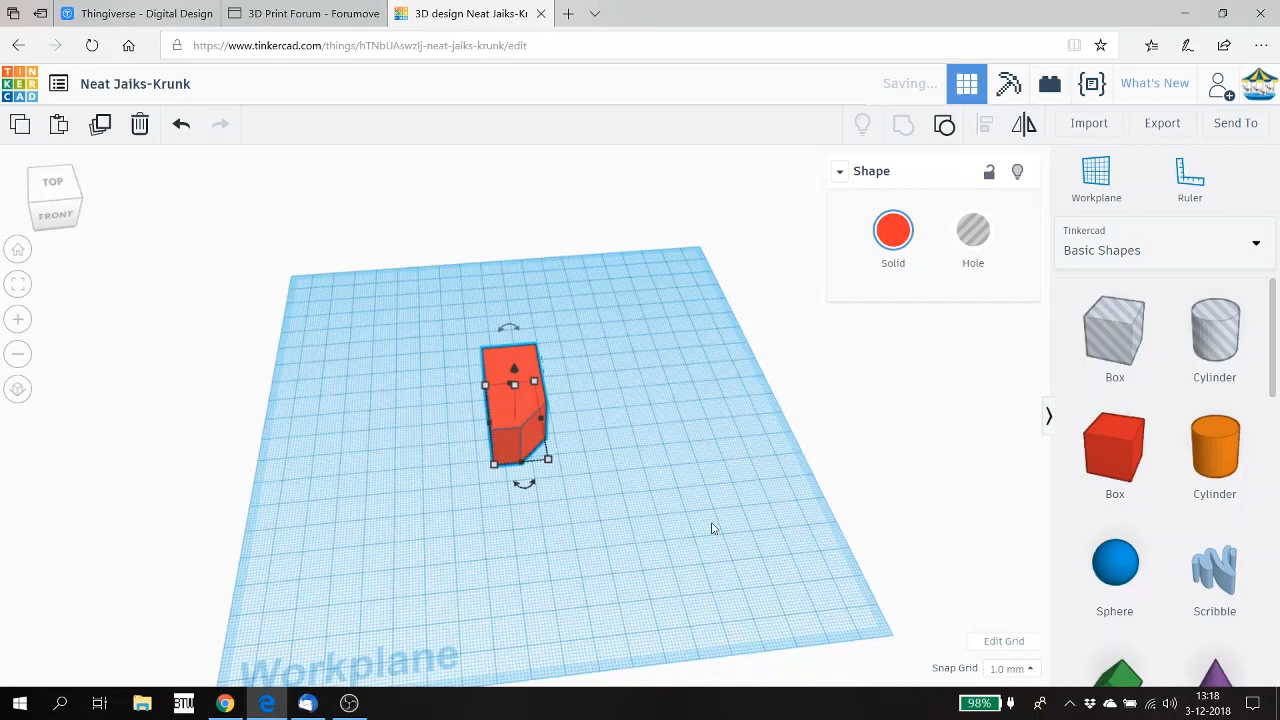 Thingiverse - Digital Design
3D Print Forum - Forumove
3D design Neat Jaiks-Kr
https://www.tinkercad.com/things/hTNbUAswzlj-neat-jaiks-krunk/edit
TIN
KER
CAD
Neat Jaiks-Krunk
Saving...
What's New
Import
Export
Send To
TOP
FRONT
Shape
Solid
Hole
Workplane
Ruler
Tinkercad
Basic Shapes
Box
Cylinder
Box
Cylinder
Sphere
Scribble
Workplane
Edit Grid
Snap Grid
1.0 mm
BTW
98%
13:18
3-12-2018